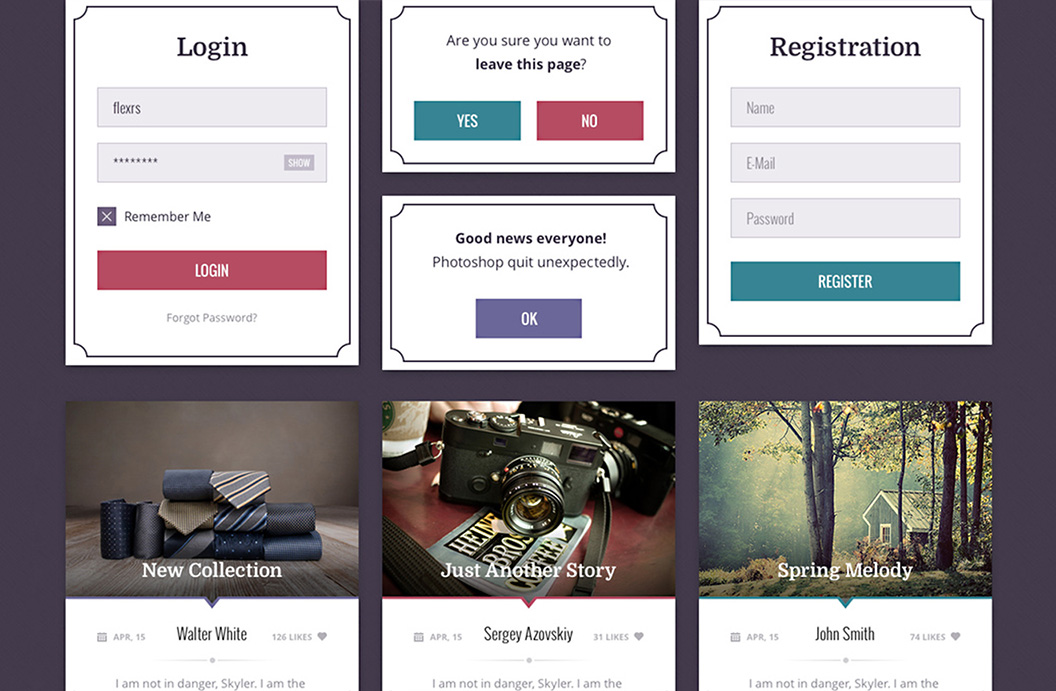 Login
flexrs
********
SHOW
Remember Me
LOGIN
Forgot Password?
Are you sure you want to
leave this page?
YES
NO
Good news everyone!
Photoshop quit unexpectedly.
OK
Registration
Name
E-Mail
Password
REGISTER
New Collection
APR, 15
Walter White
126 LIKES
I am not in danger, Skyler. I am the
HEINZ
BROS
COFFEE
Just Another Story
APR, 15
Sergey Azovskiy
31 LIKES
I am not in danger, Skyler. I am the
Spring Melody
APR, 15
John Smith
74 LIKES
I am not in danger, Skyler. I am the